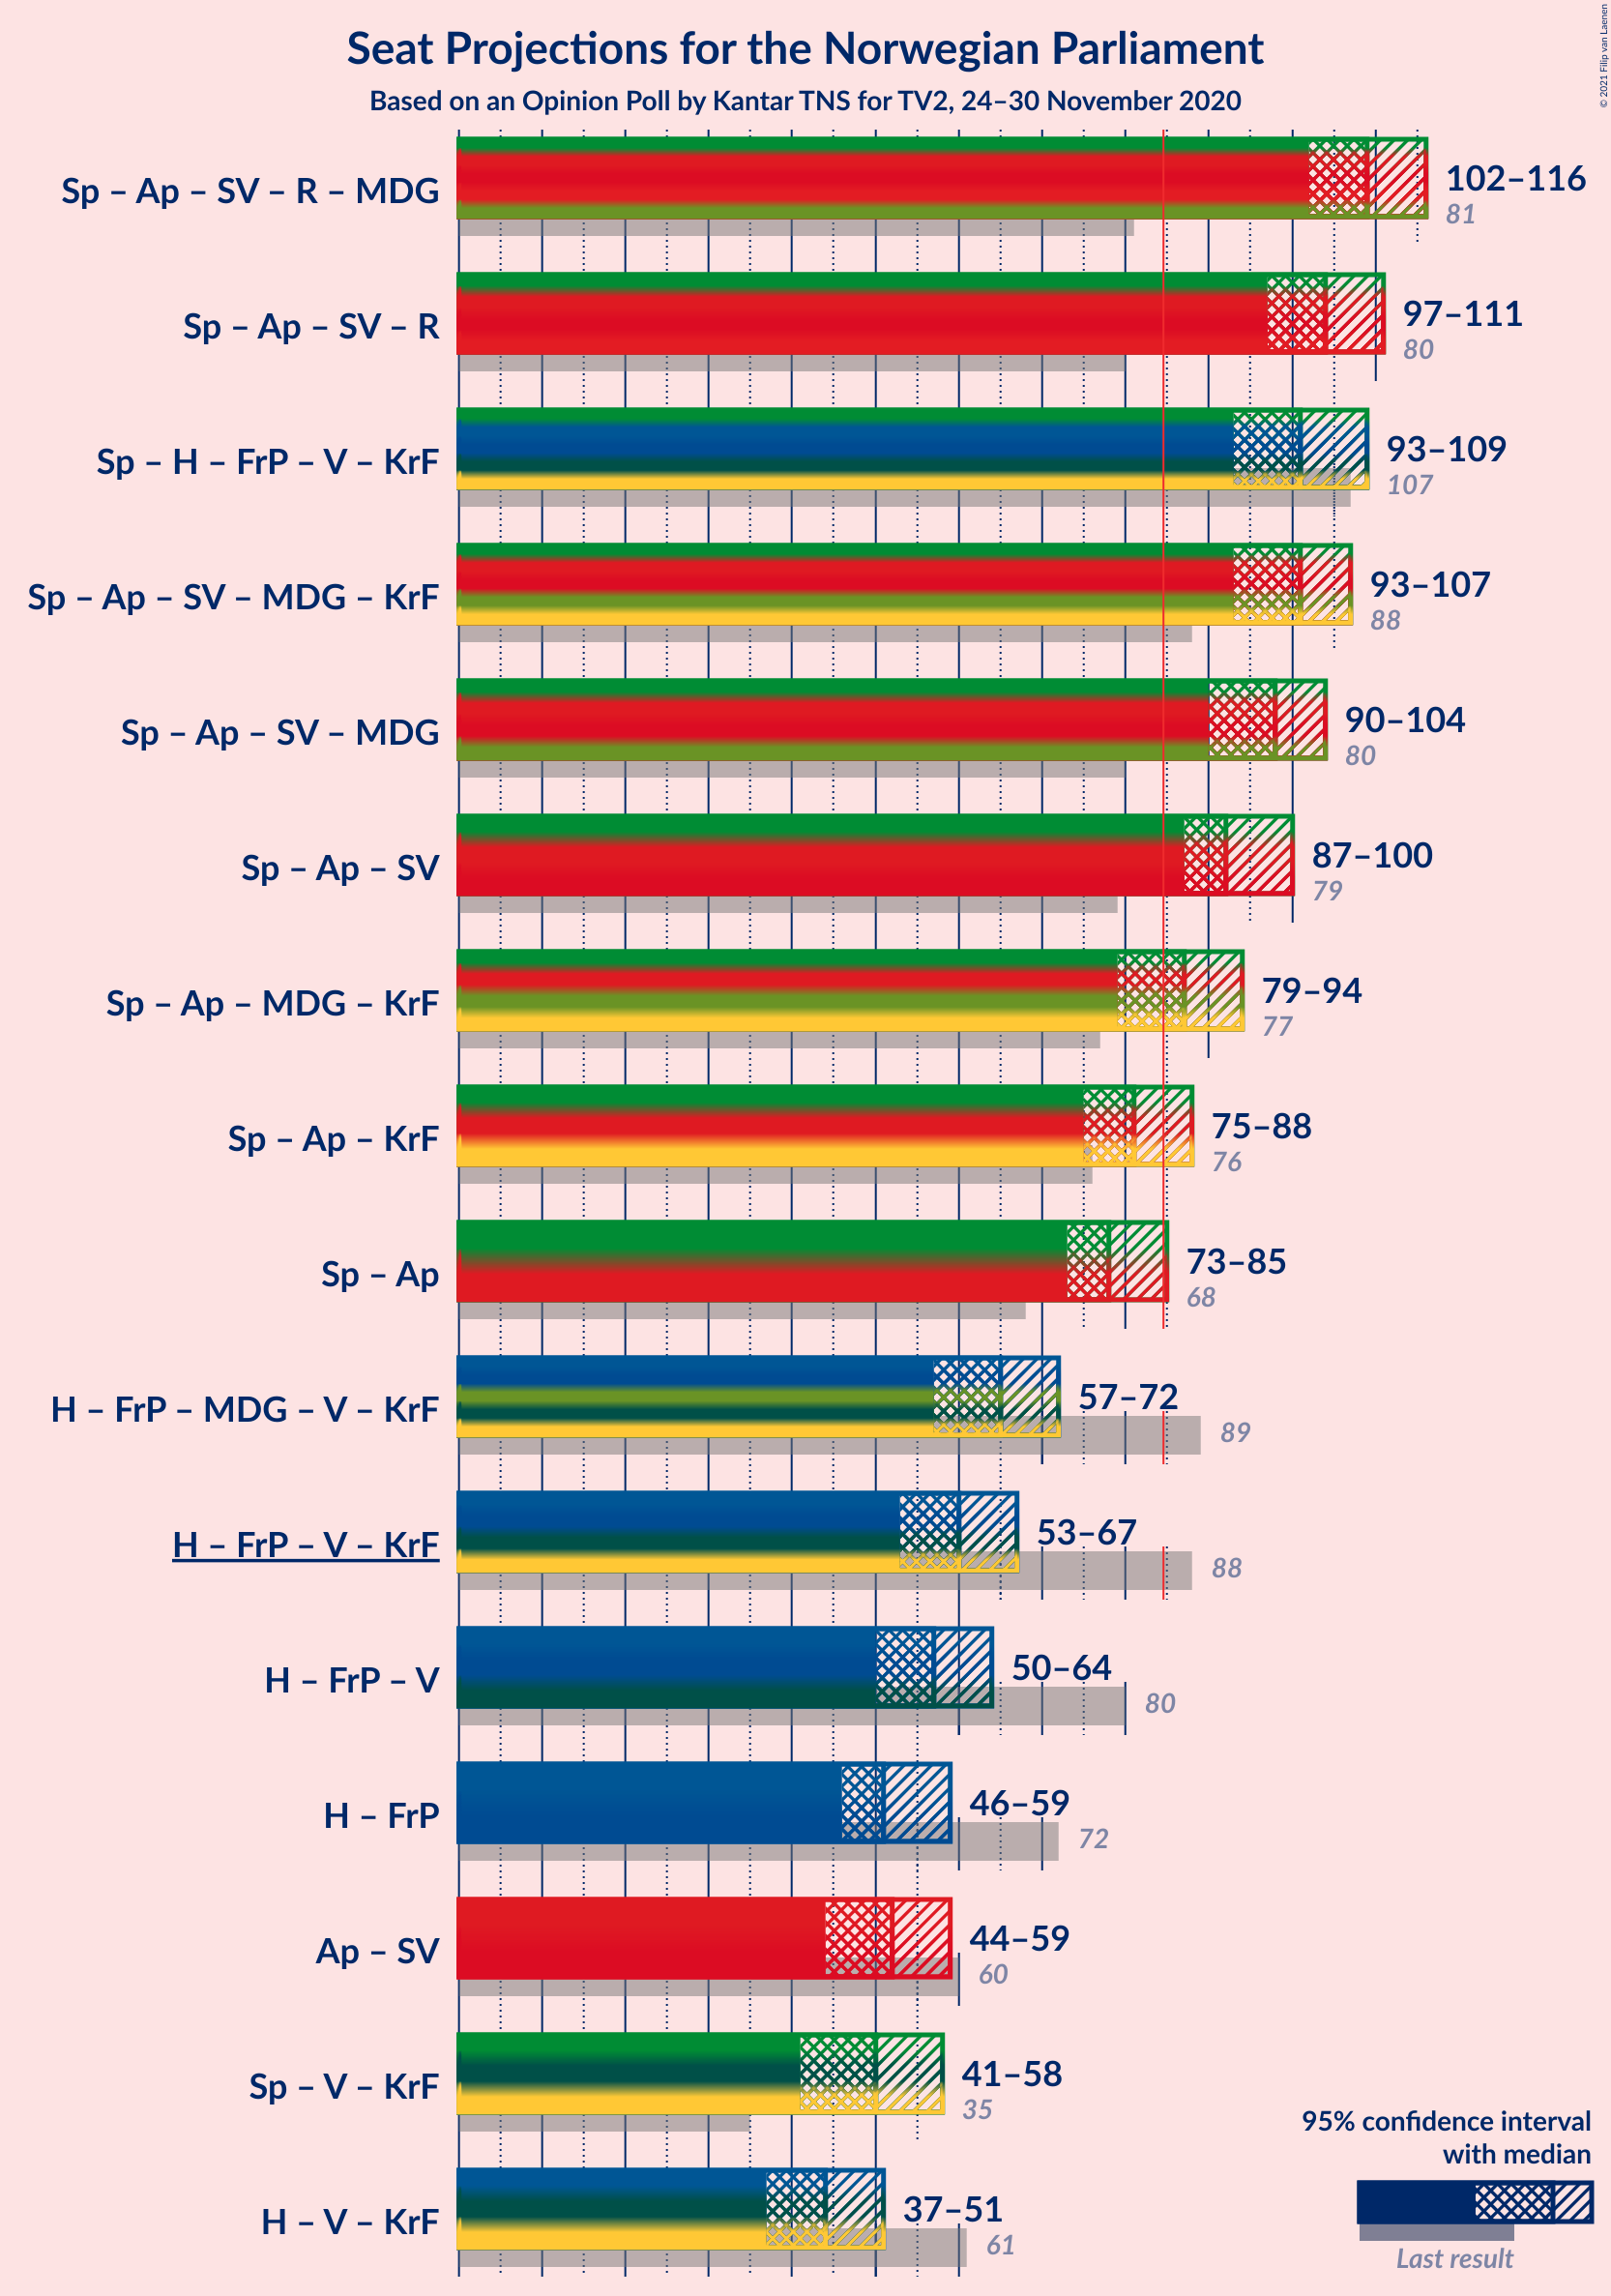 Seat Projections for the Norwegian Parliament
Based on an Opinion Poll by Kantar TNS for TV2, 24–30 November 2020
© 2021 Filip van Laenen
Sp – Ap – SV – R – MDG
102–116
81
Sp – Ap – SV – R
97–111
80
Sp – H – FrP – V – KrF
93–109
107
Sp – Ap – SV – MDG – KrF
93–107
88
Sp – Ap – SV – MDG
90–104
80
Sp – Ap – SV
87–100
79
Sp – Ap – MDG – KrF
79–94
77
Sp – Ap – KrF
75–88
76
Sp – Ap
73–85
68
H – FrP – MDG – V – KrF
57–72
89
H – FrP – V – KrF
53–67
88
H – FrP – V
50–64
80
H – FrP
46–59
72
Ap – SV
44–59
60
Sp – V – KrF
41–58
35
H – V – KrF
37–51
61
95% confidence interval
with median
Last result